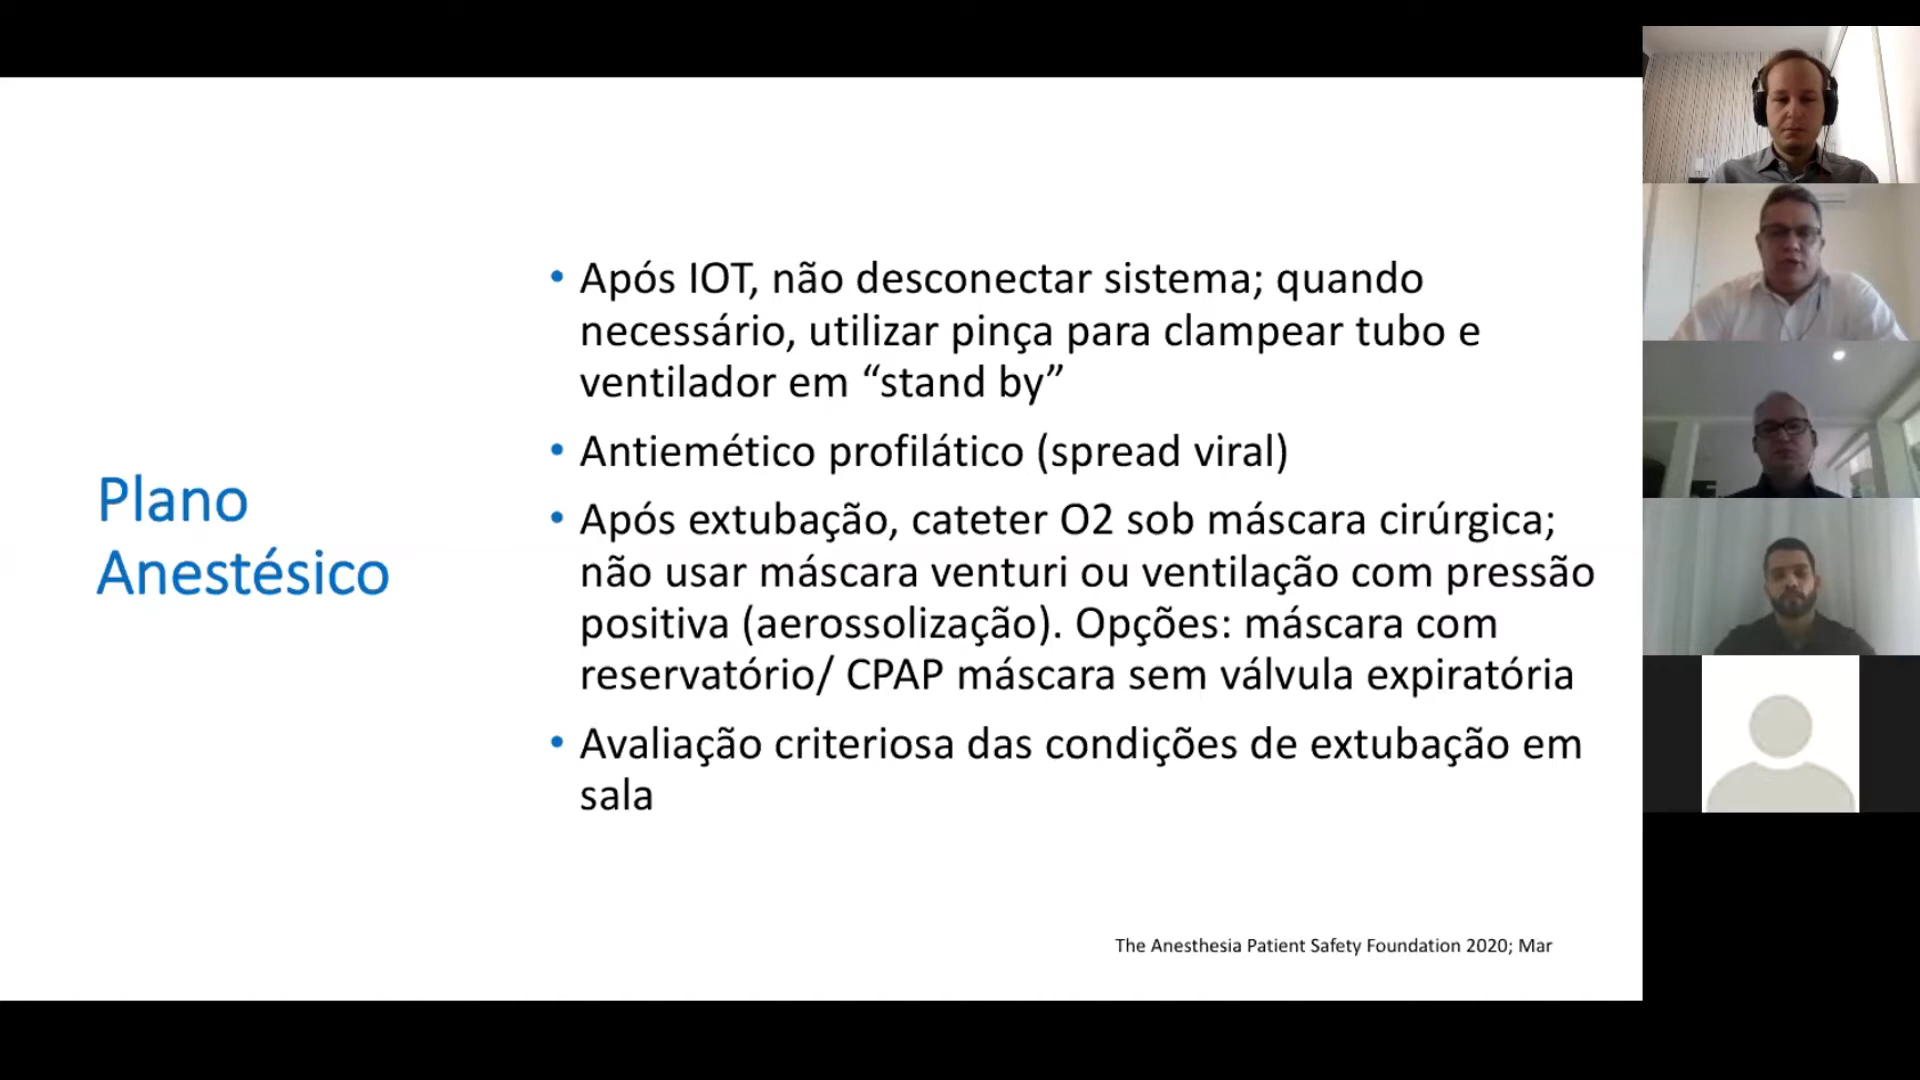 Plano
Anestésico
• Após IOT, não desconectar sistema; quando
necessário, utilizar pinça para clampear tubo e
ventilador em “stand by”
• Antiemético profilático (spread viral)
• Após extubação, cateter O2 sob máscara cirúrgica;
não usar máscara venturi ou ventilação com pressão
positiva (aerossolização). Opções: máscara com
reservatório/ CPAP máscara sem válvula expiratória
• Avaliação criteriosa das condições de extubação em
sala
The Anesthesia Patient Safety Foundation 2020; Mar